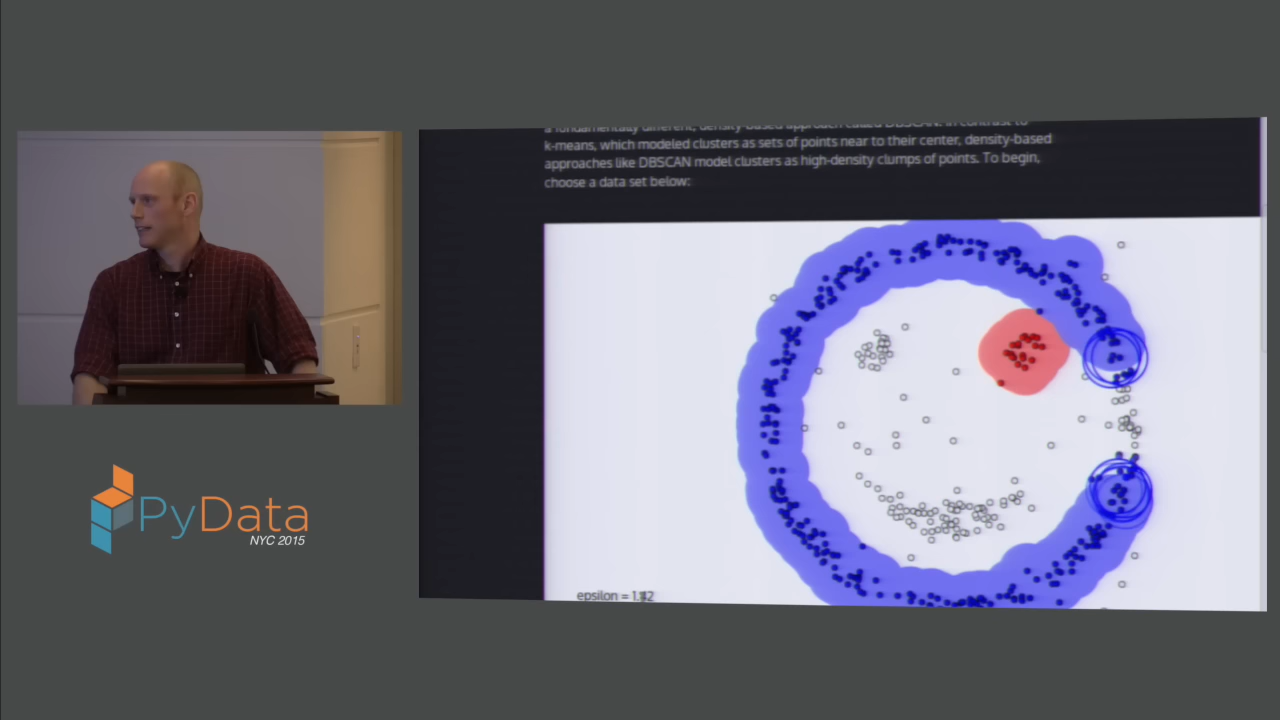 a fundamentally different, density-based approach called DBSCAN. In contrast to
k-means, which modeled clusters as sets of points near to their center, density-based
approaches like DBSCAN model clusters as high-density clumps of points. To begin,
choose a data set below:
epsilon =
PyData
NYC 2015